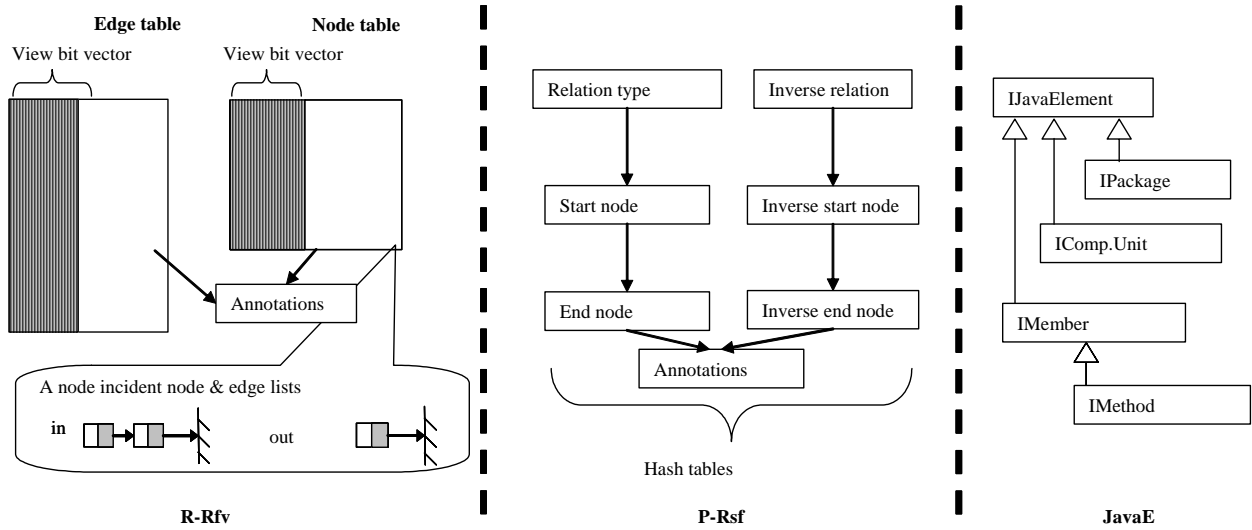 Edge table
Node table
View bit vector
View bit vector
Annotations
A node incident node & edge lists
in
out
R-Rfv
Relation type
Inverse relation
Start node
Inverse start node
End node
Inverse end node
Annotations
Hash tables
P-Rsf
IJavaElement
IPackage
IComp.Unit
IMember
IMethod
JavaE